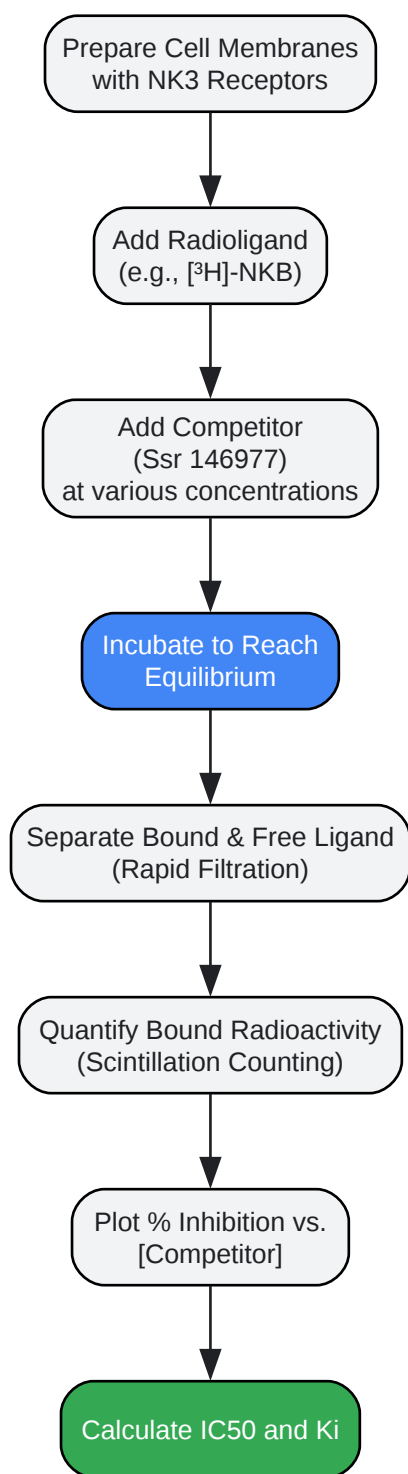 Prepare Cell Membranes
with NK3 Receptors
Add Radioligand
(e.g., [³H]-NKB)
Add Competitor
(Ssr 146977)
at various concentrations
Incubate to Reach
Equilibrium
Separate Bound & Free Ligand
(Rapid Filtration)
Quantify Bound Radioactivity
(Scintillation Counting)
Plot % Inhibition vs.
[Competitor]
Calculate IC50 and Ki